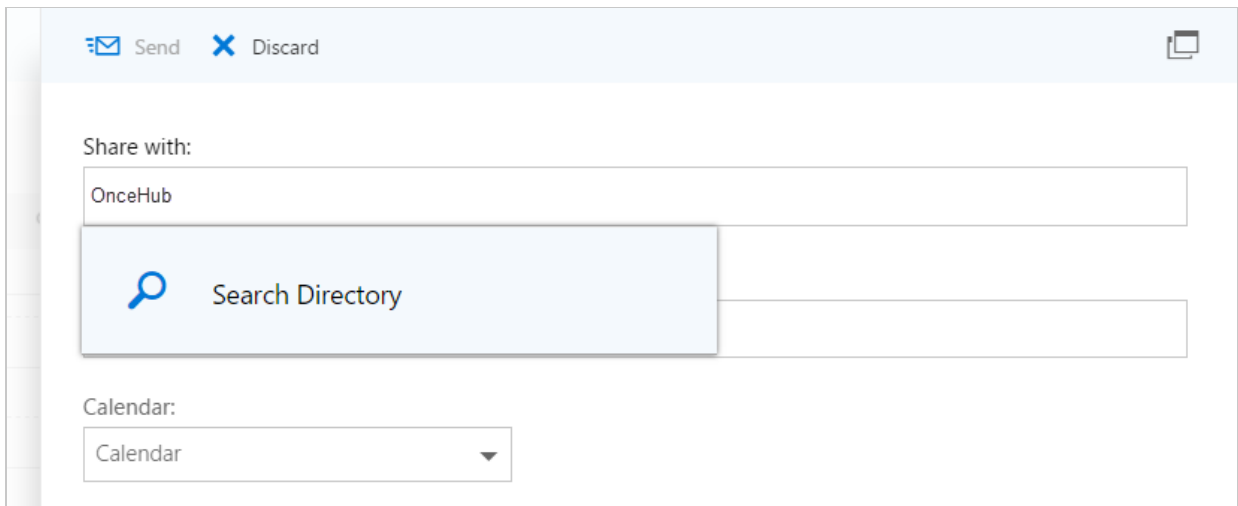 Send Discard
Share with:
OnceHub
Search Directory
Calendar:
Calendar